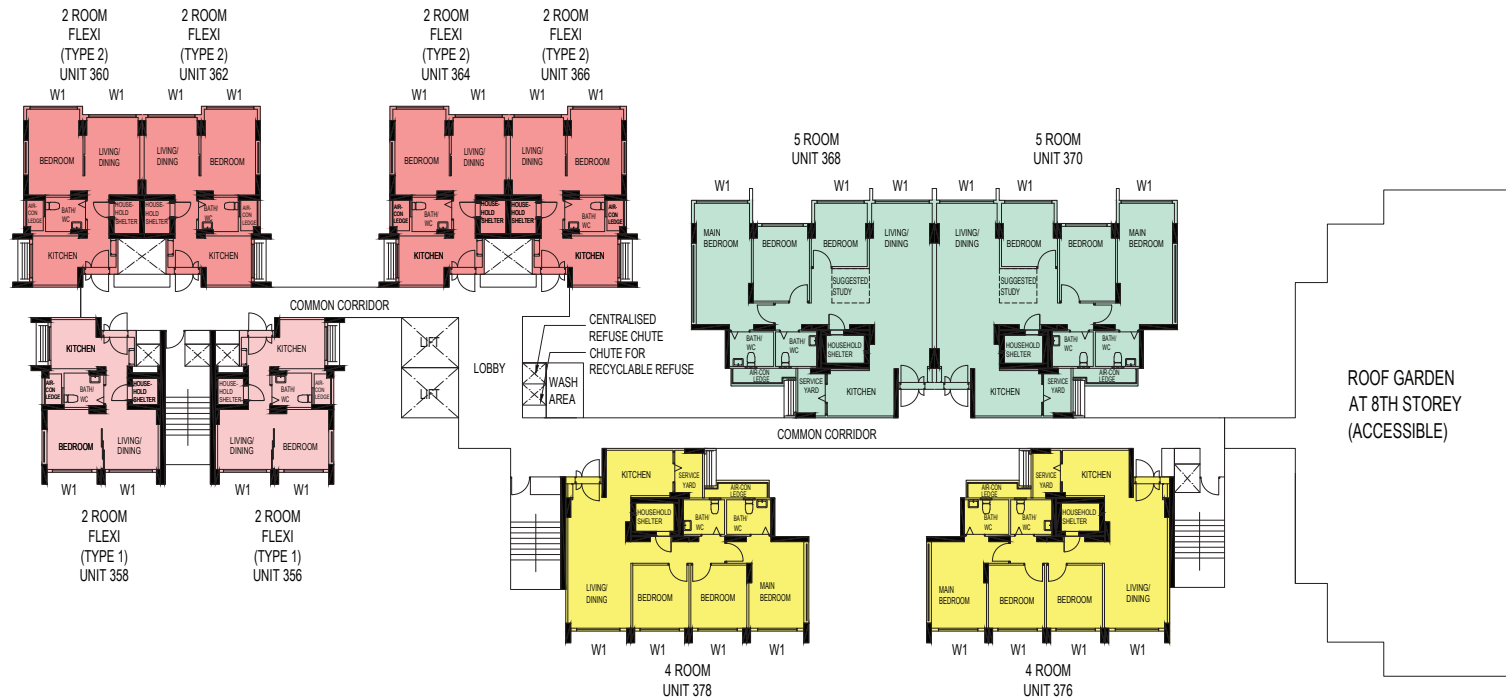 2 ROOM
FLEXI
(TYPE 2)
UNIT 360
2 ROOM
FLEXI
(TYPE 2)
UNIT 362
2 ROOM
FLEXI
(TYPE 2)
UNIT 364
2 ROOM
FLEXI
(TYPE 2)
UNIT 366
W1
W1
W1
W1
W1
W1
W1
W1
BEDROOM
LIVING/
DINING
LIVING/
DINING
BEDROOM
BEDROOM
LIVING/
DINING
LIVING/
DINING
BEDROOM
AIR-
CON
LEDGE
BATH/
WC
HOUSE-
HOLD
SHELTER
HOUSE-
HOLD
SHELTER
BATH/
WC
AIR-
CON
LEDGE
AIR-
CON
LEDGE
BATH/
WC
HOUSE-
HOLD
SHELTER
HOUSE-
HOLD
SHELTER
BATH/
WC
AIR-
CON
LEDGE
KITCHEN
KITCHEN
KITCHEN
KITCHEN
5 ROOM
UNIT 368
5 ROOM
UNIT 370
W1
W1
W1
W1
W1
W1
MAIN
BEDROOM
BEDROOM
BEDROOM
LIVING/
DINING
LIVING/
DINING
BEDROOM
BEDROOM
MAIN
BEDROOM
SUGGESTED
STUDY
SUGGESTED
STUDY
BATH/
WC
BATH/
WC
HOUSEHOLD
SHELTER
HOUSEHOLD
SHELTER
BATH/
WC
BATH/
WC
AIR-CON
LEDGE
SERVICE
YARD
KITCHEN
KITCHEN
SERVICE
YARD
AIR-CON
LEDGE
COMMON CORRIDOR
LIFT
LIFT
LOBBY
CENTRALISED
REFUSE CHUTE
CHUTE FOR
RECYCLABLE REFUSE
WASH
AREA
COMMON CORRIDOR
ROOF GARDEN
AT 8TH STOREY
(ACCESSIBLE)
KITCHEN
KITCHEN
AIR-
CON
LEDGE
BATH/
WC
HOUSE-
HOLD
SHELTER
HOUSE-
HOLD
SHELTER
BATH/
WC
AIR-
CON
LEDGE
BEDROOM
LIVING/
DINING
LIVING/
DINING
BEDROOM
W1
W1
W1
W1
2 ROOM
FLEXI
(TYPE 1)
UNIT 358
2 ROOM
FLEXI
(TYPE 1)
UNIT 356
KITCHEN
SERVICE
YARD
AIR-CON
LEDGE
HOUSEHOLD
SHELTER
BATH/
WC
BATH/
WC
LIVING/
DINING
BEDROOM
BEDROOM
MAIN
BEDROOM
W1
W1
W1
W1
4 ROOM
UNIT 378
AIR-CON
LEDGE
SERVICE
YARD
KITCHEN
BATH/
WC
BATH/
WC
HOUSEHOLD
SHELTER
MAIN
BEDROOM
BEDROOM
BEDROOM
LIVING/
DINING
W1
W1
W1
W1
4 ROOM
UNIT 376